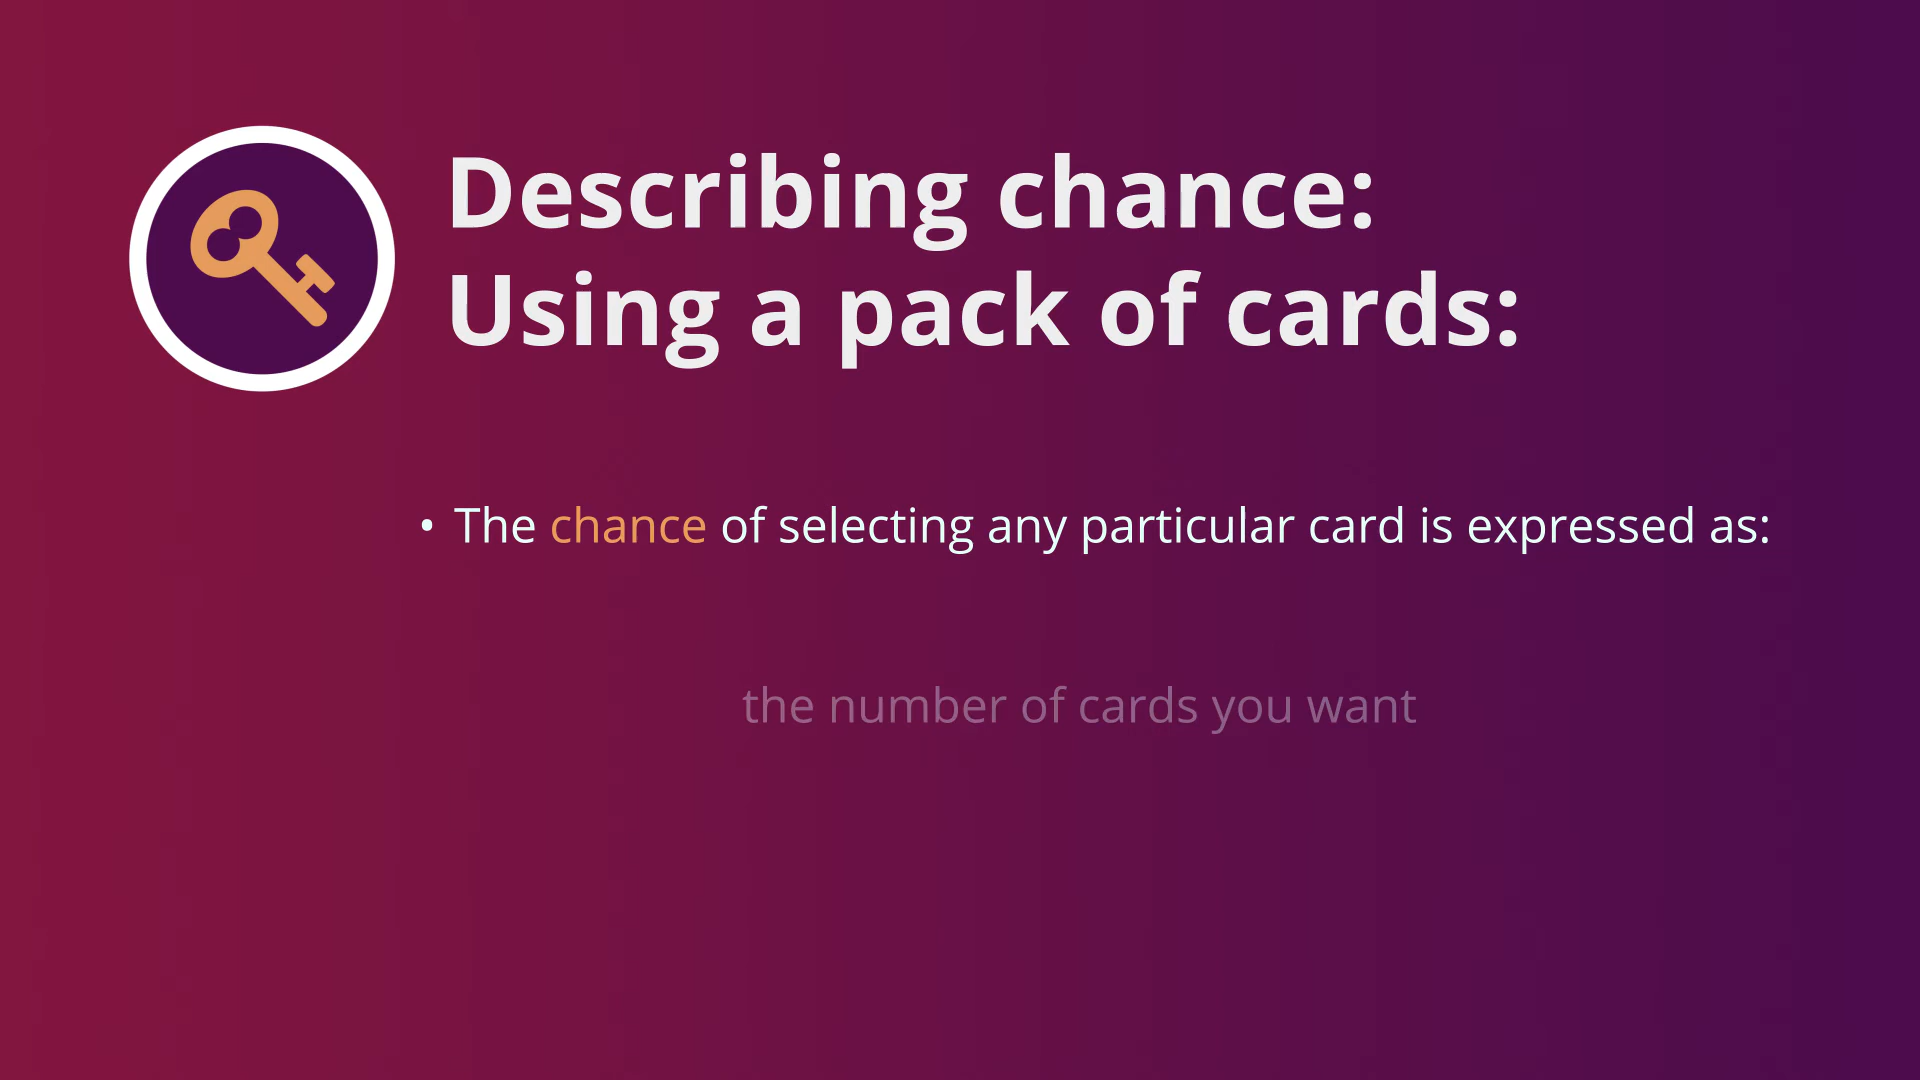 Describing chance:
Using a pack of cards:
• The chance of selecting any particular card is expressed as:
the number of cards you want